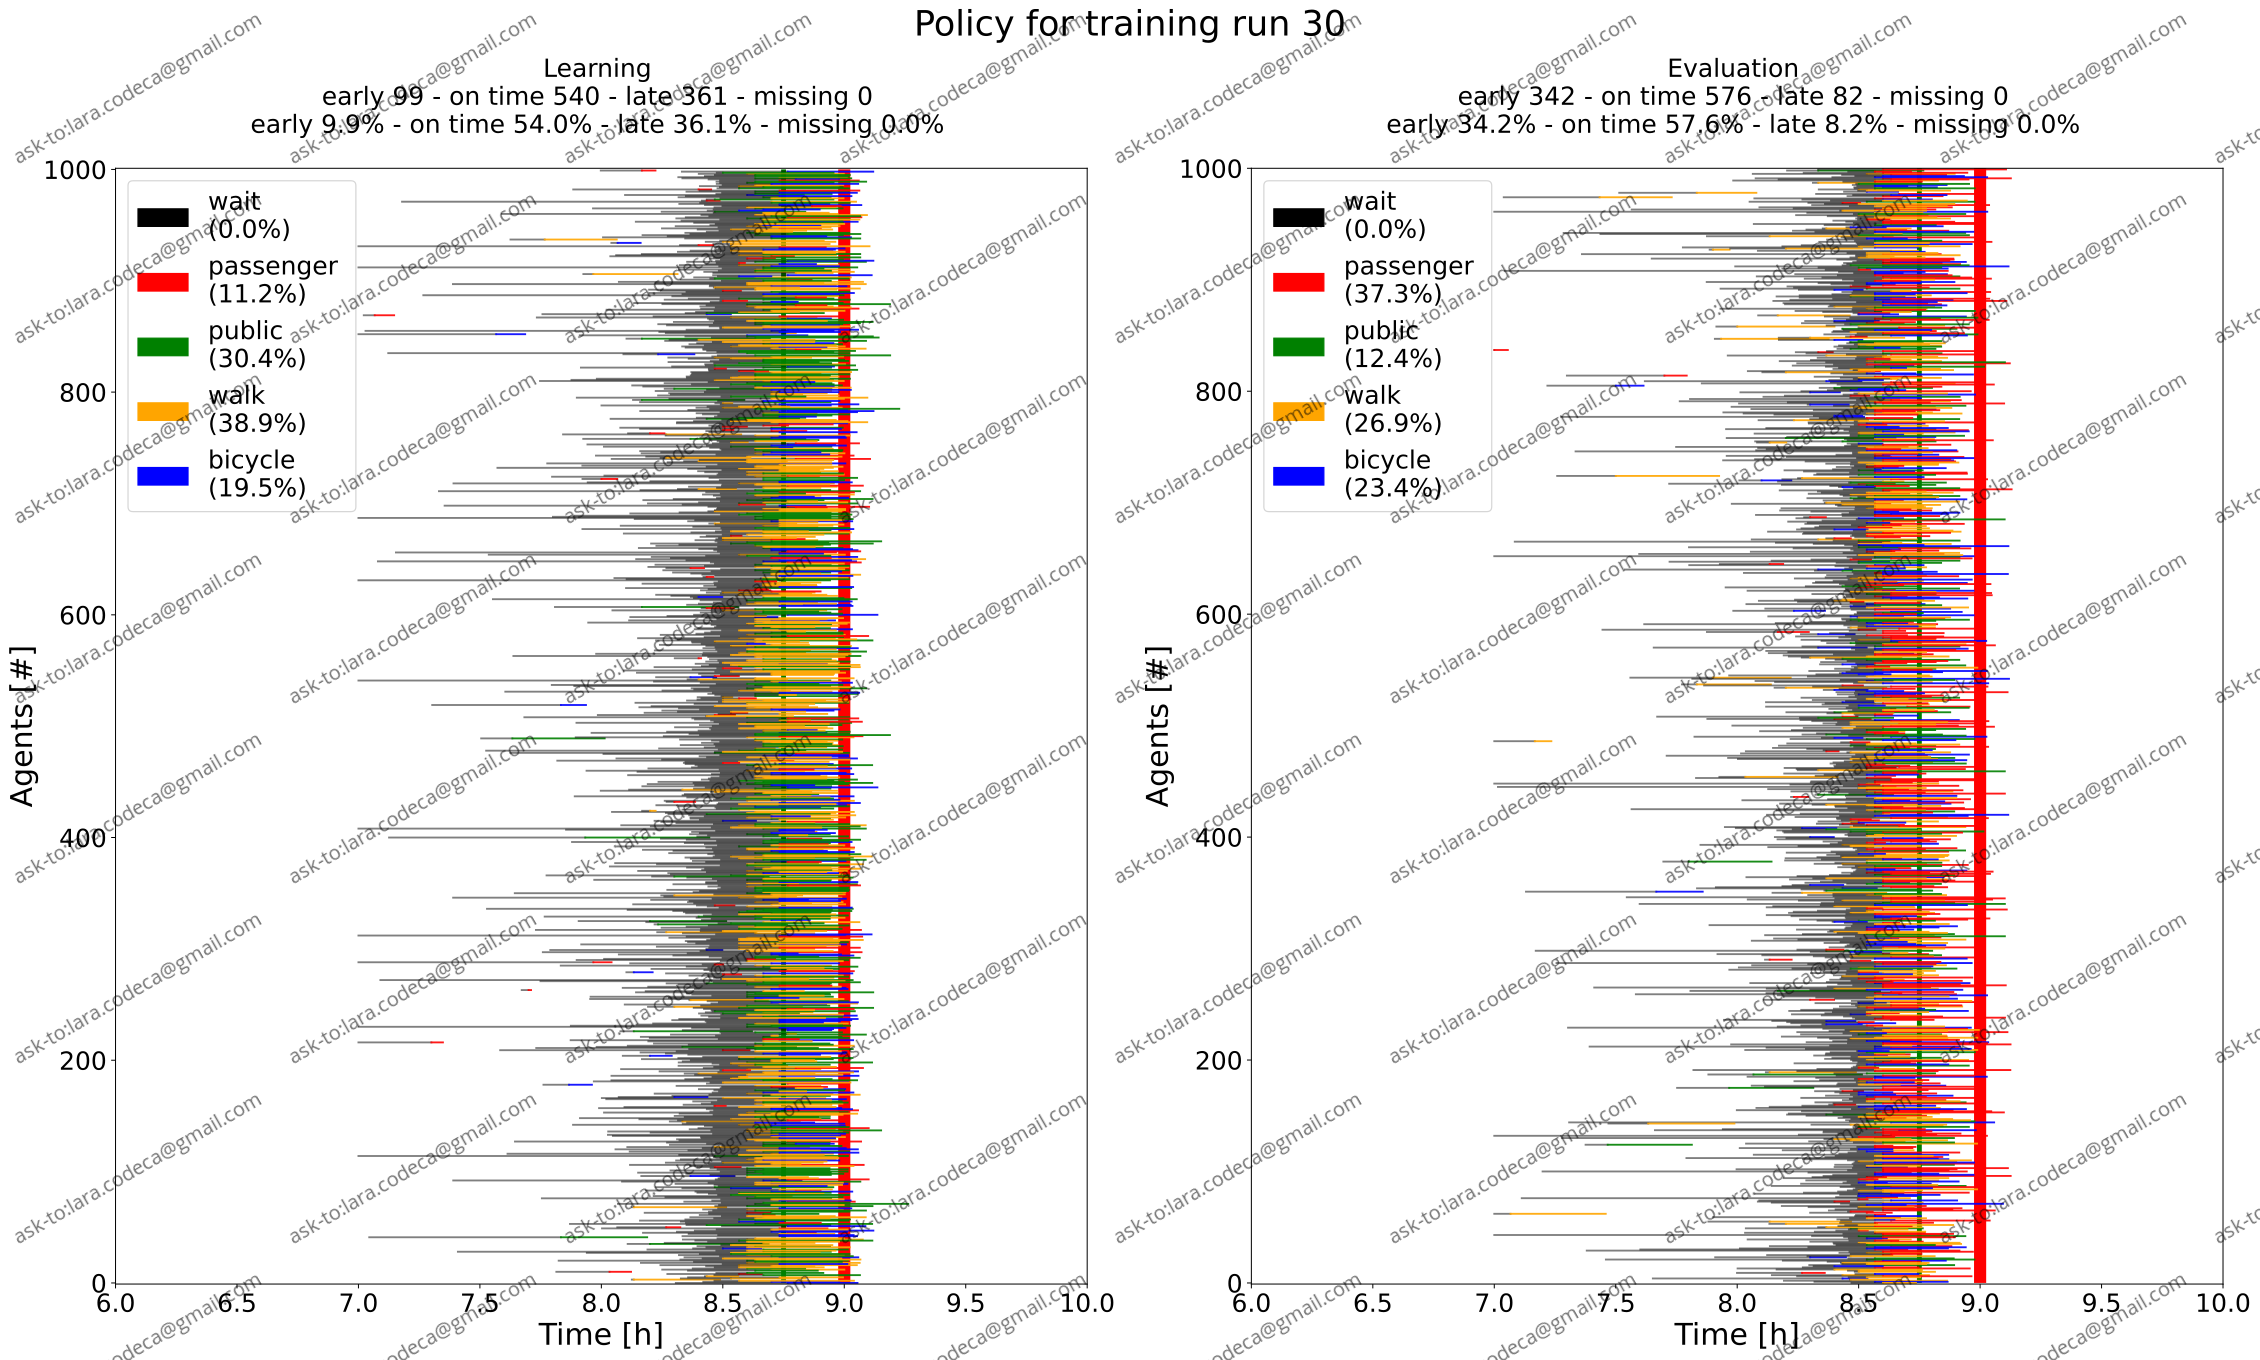 Policy for training run 30
Learning
early 99 - on time 540 - late 361 - missing 0
early 9.9% - on time 54.0% - late 36.1% - missing 0.0%
1000
800
600
400
200
0
Agents [#]
wait
(0.0%)
passenger
(11.2%)
public
(30.4%)
walk
(38.9%)
bicycle
(19.5%)
6.0 6.5 7.0 7.5 8.0 8.5 9.0 9.5 10.0
Time [h]
Evaluation
early 342 - on time 576 - late 82 - missing 0
early 34.2% - on time 57.6% - late 8.2% - missing 0.0%
1000
800
600
400
200
0
Agents [#]
wait
(0.0%)
passenger
(37.3%)
public
(12.4%)
walk
(26.9%)
bicycle
(23.4%)
6.0 6.5 7.0 7.5 8.0 8.5 9.0 9.5 10.0
Time [h]
ask-to:lara.codeca@gmail.com